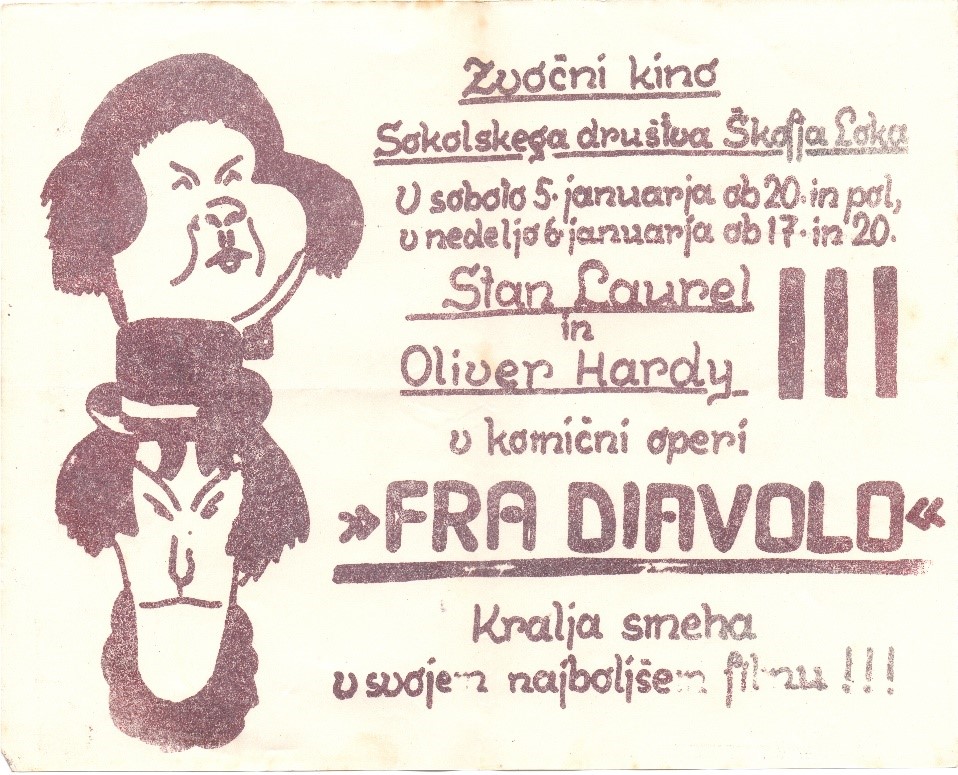 Zvočni kino
Sokolskega društva Škofja Loka
V soboto 5. januarja ob 20. in pol,
v nedeljo 6 januarja ob 17. in 20.
Stan Laurel
in
Oliver Hardy
v komični operi
»FRA DIAVOLO«
Kralja smeha
v svojem najboljšem filmu!!!